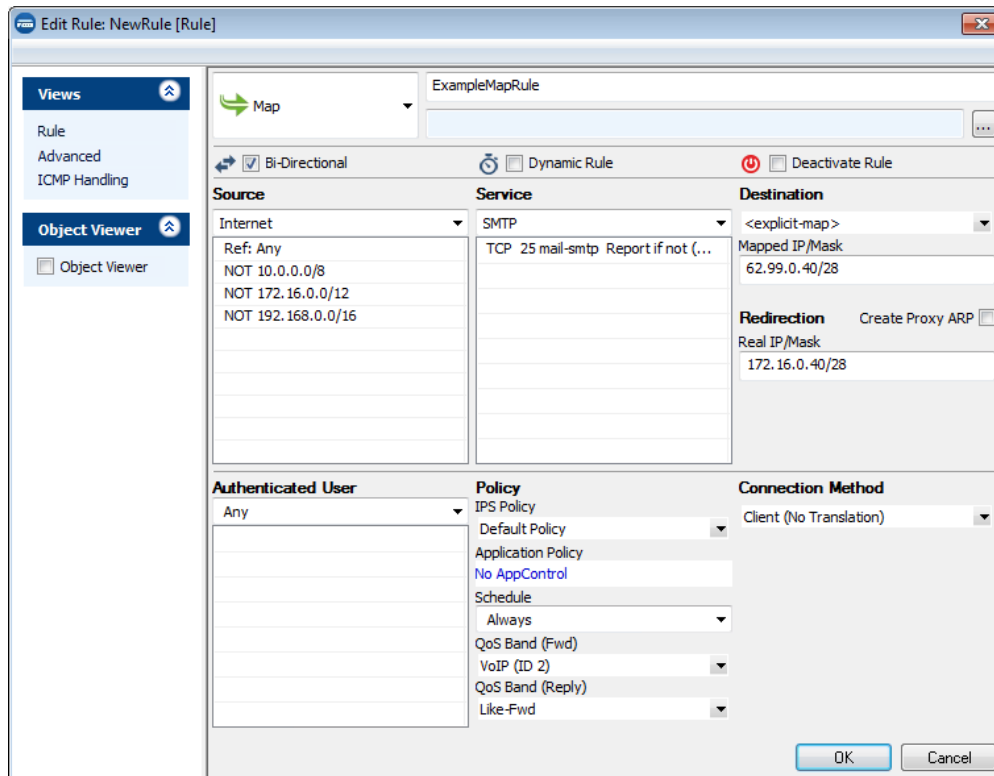 Edit Rule: NewRule [Rule]
Views
Rule
Advanced
ICMP Handling
Object Viewer
Object Viewer
Map
ExampleMapRule
...
Bi-Directional
Dynamic Rule
Deactivate Rule
Source
Internet
Ref: Any
NOT 10.0.0.0/8
NOT 172.16.0.0/12
NOT 192.168.0.0/16
Service
SMTP
TCP 25 mail-smtp Report if not (...
Destination
<explicit-map>
Mapped IP/Mask
62.99.0.40/28
Redirection Create Proxy ARP
Real IP/Mask
172.16.0.40/28
Authenticated User
Any
Policy
IPS Policy
Default Policy
Application Policy
No AppControl
Schedule
Always
QoS Band (Fwd)
VoIP (ID 2)
QoS Band (Reply)
Like-Fwd
Connection Method
Client (No Translation)
OK
Cancel